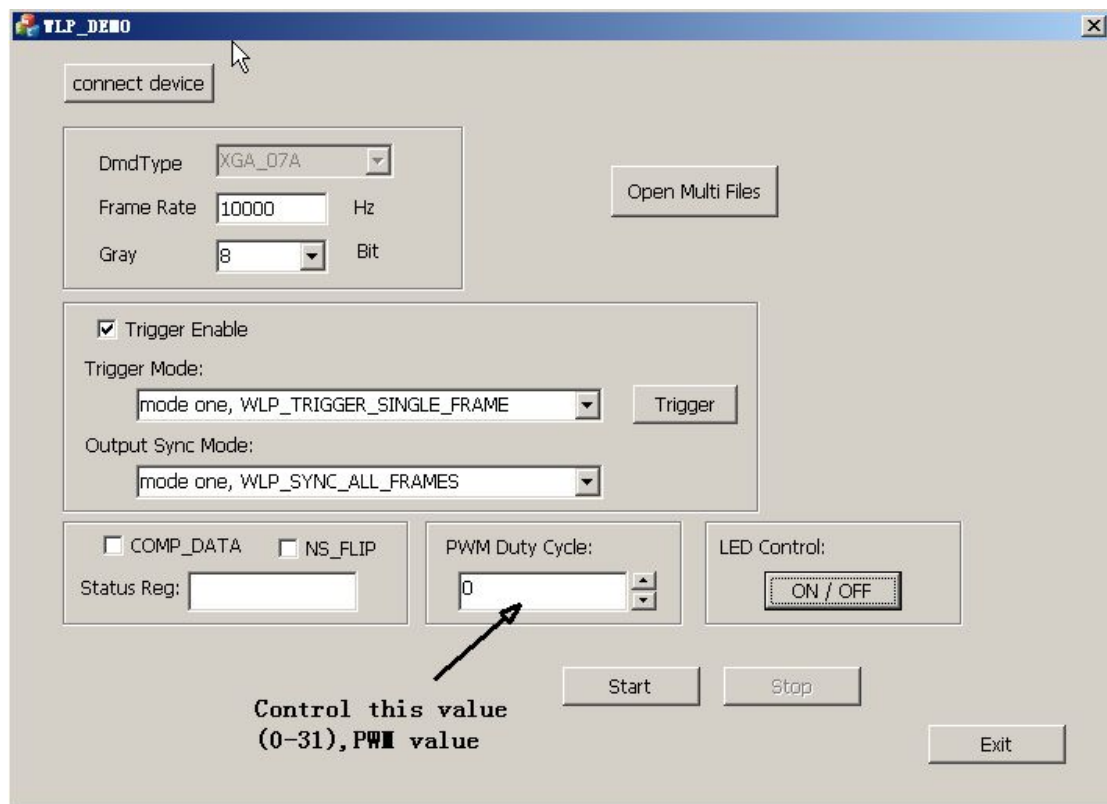 WLP_DEMO
connect device
DmdType XGA_07A
Frame Rate 10000 Hz
Gray 8 Bit
Open Multi Files
Trigger Enable
Trigger Mode:
mode one, WLP_TRIGGER_SINGLE_FRAME
Trigger
Output Sync Mode:
mode one, WLP_SYNC_ALL_FRAMES
COMP_DATA NS_FLIP
Status Reg:
PWM Duty Cycle:
0
LED Control:
ON / OFF
Control this value
(0-31),PWM value
Start Stop
Exit